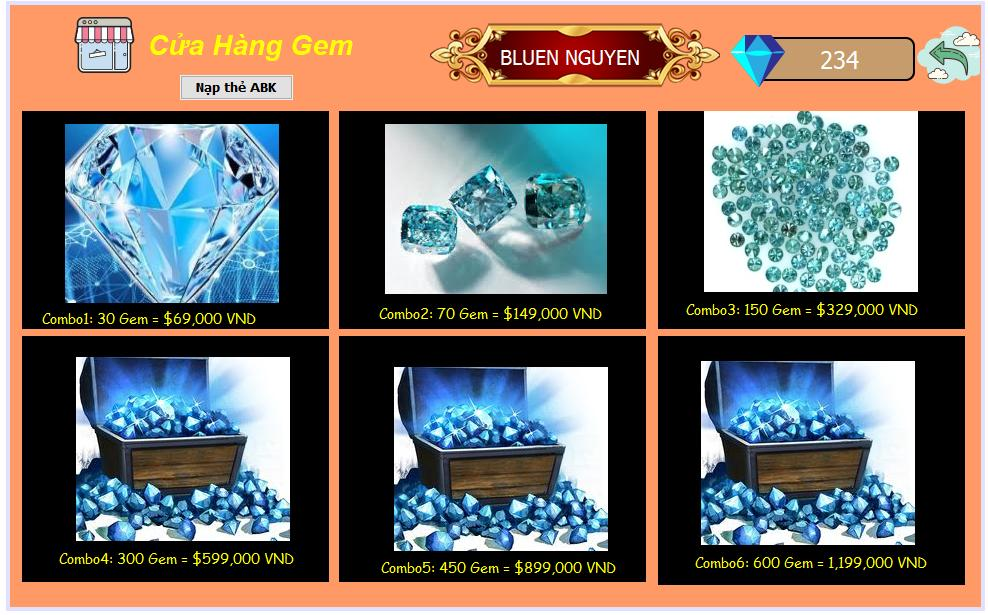 Cửa Hàng Gem
Nạp thẻ ABK
BLUEN NGUYEN
234
Combo1: 30 Gem = $69,000 VND
Combo2: 70 Gem = $149,000 VND
Combo3: 150 Gem = $329,000 VND
Combo4: 300 Gem = $599,000 VND
Combo5: 450 Gem = $899,000 VND
Combo6: 600 Gem = 1,199,000 VND